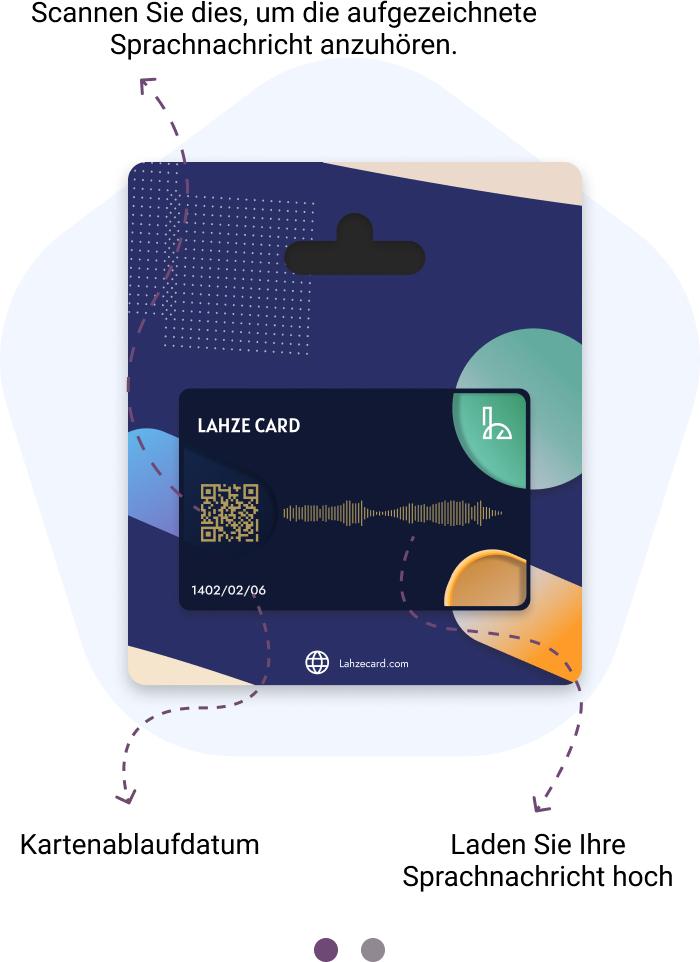 Scannen Sie dies, um die aufgezeichnete
Sprachnachricht anzuhören.
LAHZE CARD
1402/02/06
Lahzecard.com
Kartenablaufdatum
Laden Sie Ihre
Sprachnachricht hoch